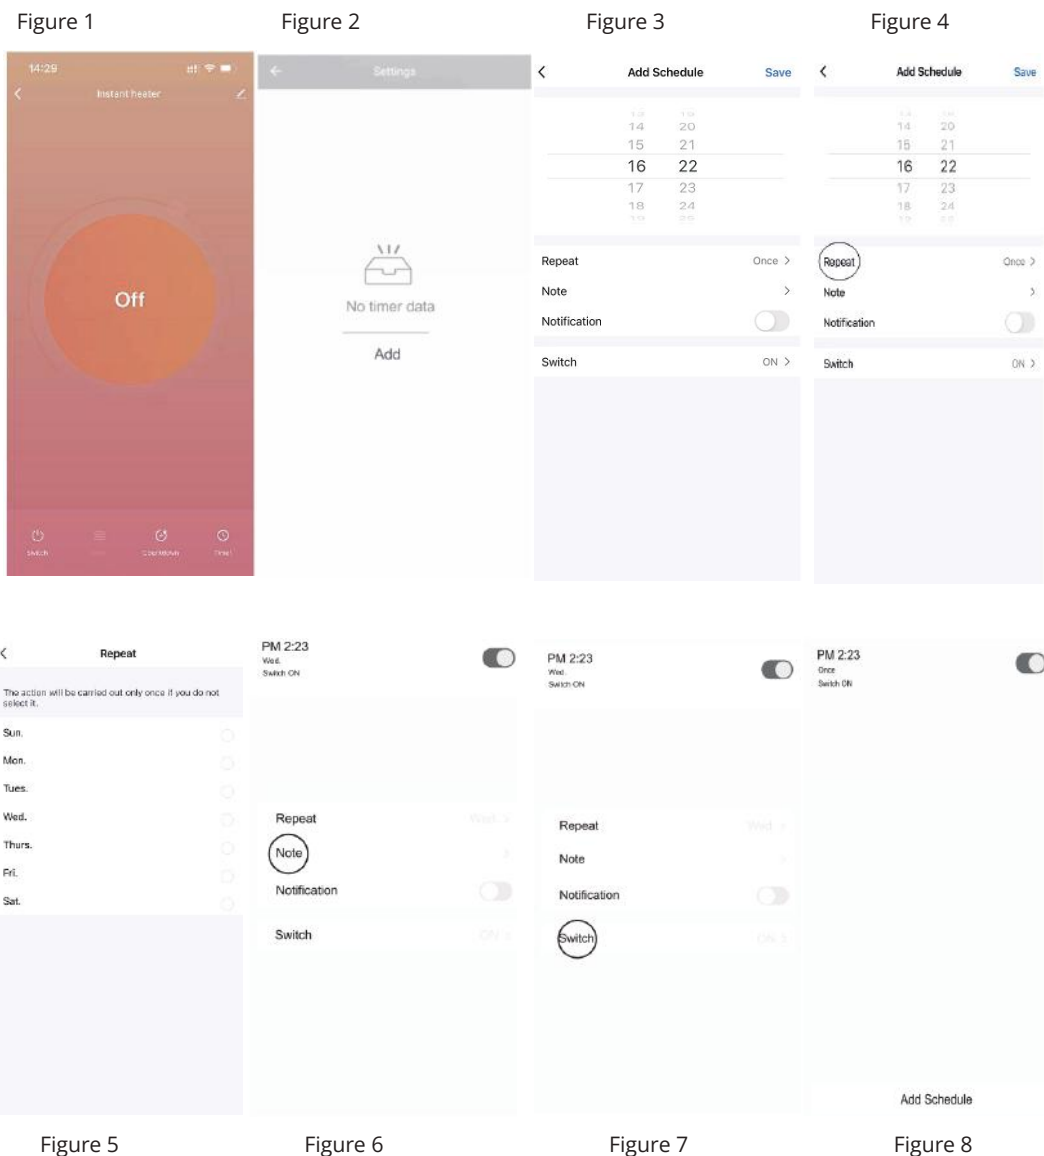 Figure 1
Figure 2
Figure 3
Figure 4
14:29
Instant heater
Off
Switch
Countdown
Timer
Settings
No timer data
Add
Add Schedule
Save
14 20
15 21
16 22
17 23
18 24
Repeat
Once
Note
Notification
Switch
ON
Add Schedule
Save
14 20
15 21
16 22
17 23
18 24
Repeat
Once
Note
Notification
Switch
ON
Repeat
The action will be carried out only once if you do not
select it.
Sun.
Mon.
Tues.
Wed.
Thurs.
Fri.
Sat.
PM 2:23
Wed.
Switch ON
Repeat
Wed
Note
Notification
Switch
ON
PM 2:23
Wed.
Switch ON
Repeat
Wed
Note
Notification
Switch
ON
PM 2:23
Once
Switch ON
Add Schedule
Figure 5
Figure 6
Figure 7
Figure 8